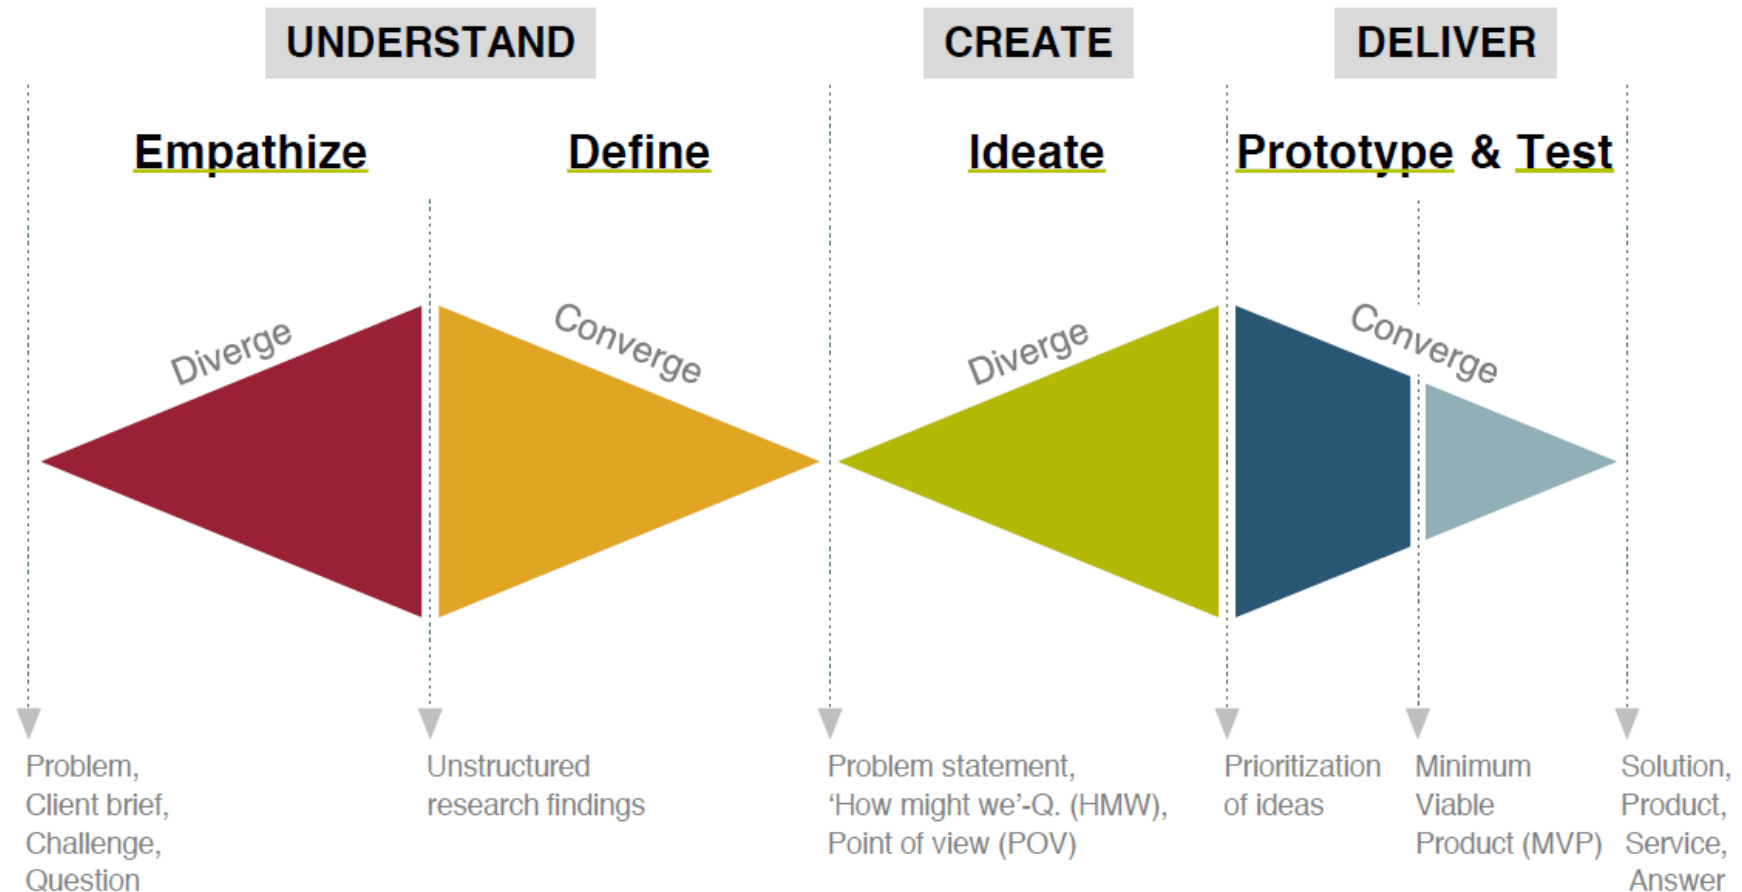 UNDERSTAND
CREATE
DELIVER
Empathize
Define
Ideate
Prototype & Test
Diverge
Converge
Diverge
Converge
Problem,
Client brief,
Challenge,
Question
Unstructured
research findings
Problem statement,
‘How might we’-Q. (HMW),
Point of view (POV)
Prioritization
of ideas
Minimum
Viable
Product (MVP)
Solution,
Product,
Service,
Answer